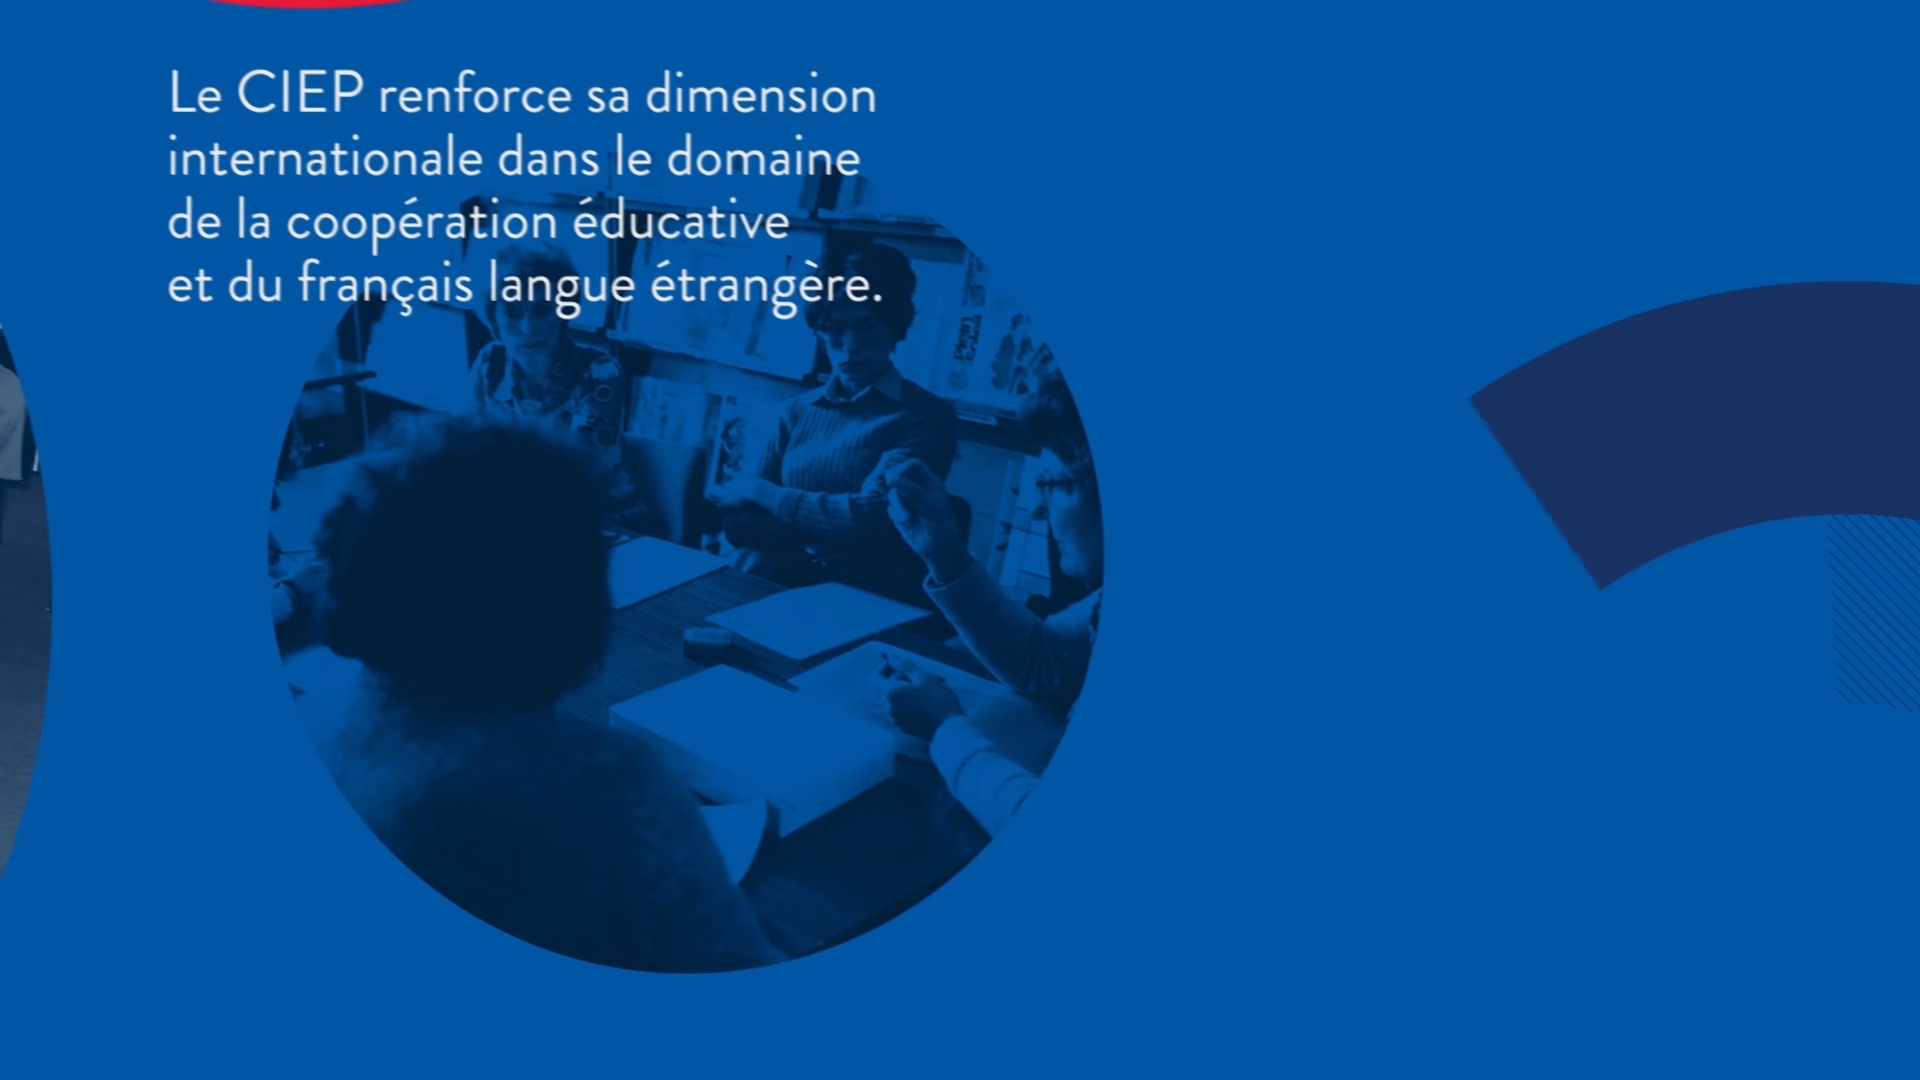 Le CIEP renforce sa dimension
internationale dans le domaine
de la coopération éducative
et du français langue étrangère.